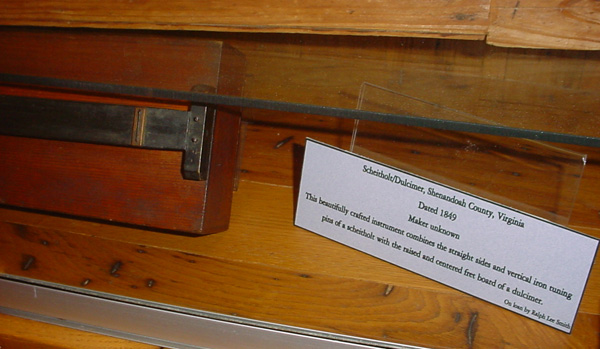 Scheitholt/Dulcimer, Shenandoah County, Virginia
Dated 1849
Maker unknown
This beautifully crafted instrument combines the straight sides and vertical iron tuning
pins of a scheitholt with the raised and centered fret board of a dulcimer.
On loan by Ralph Lee Smith